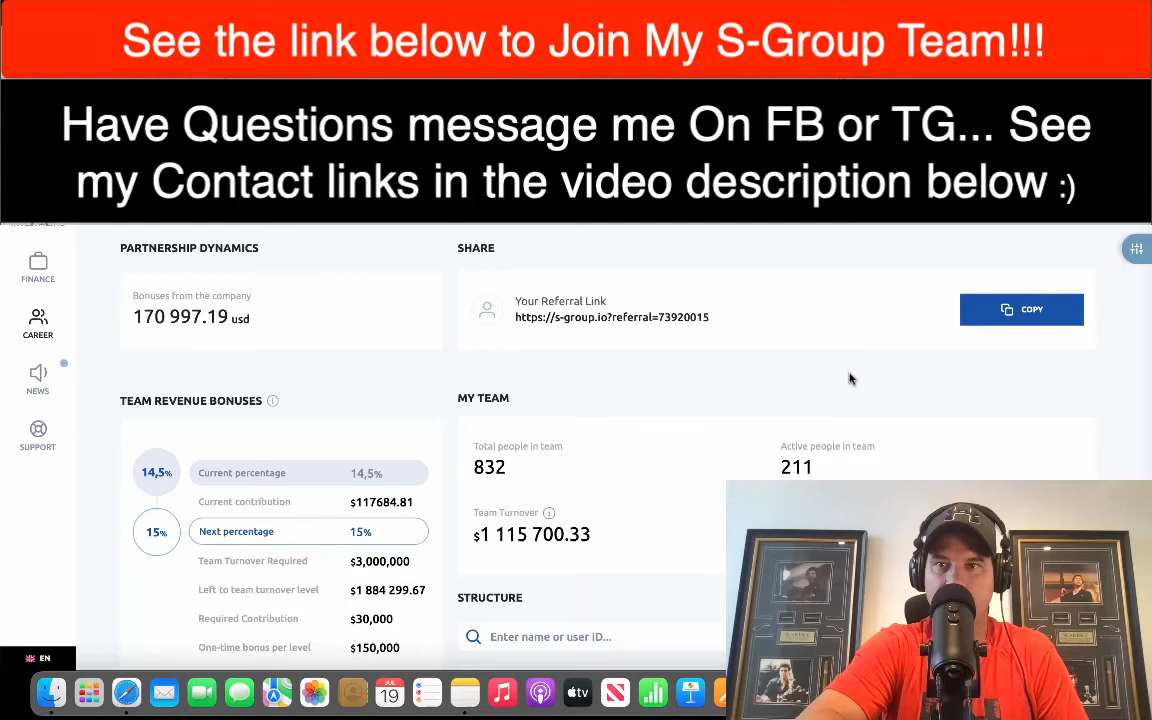 See the link below to Join My S-Group Team!!!
Have Questions message me On FB or TG... See
my Contact links in the video description below :)
PARTNERSHIP DYNAMICS
SHARE
FINANCE
Bonuses from the company
170 997.19 usd
Your Referral Link
https://s-group.io?referral=73920015
COPY
CAREER
NEWS
TEAM REVENUE BONUSES
MY TEAM
SUPPORT
14,5%
Current percentage 14,5%
Total people in team
832
Active people in team
211
Current contribution $117684.81
15%
Next percentage 15%
Team Turnover
$1 115 700.33
Team Turnover Required $3,000,000
Left to team turnover level $1 884 299.67
STRUCTURE
Required Contribution $30,000
Enter name or user ID...
One-time bonus per level $150,000
EN
JUL
19
tv
SCARFACE